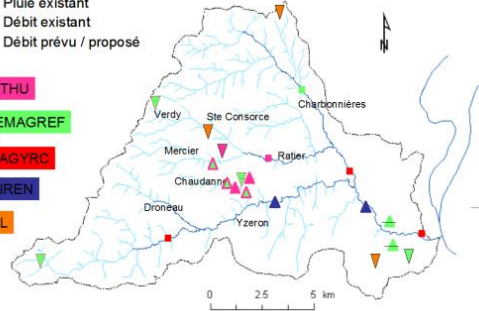 Pluie existant
Débit existant
Débit prévu / proposé
THU
EMAGREF
AGYRC
IREN
L
Charbonnières
Verdy
Ste Consorce
Mercier
Ratier
Chaudanne
Droneau
Yzeron
N
0 2.5 5 km